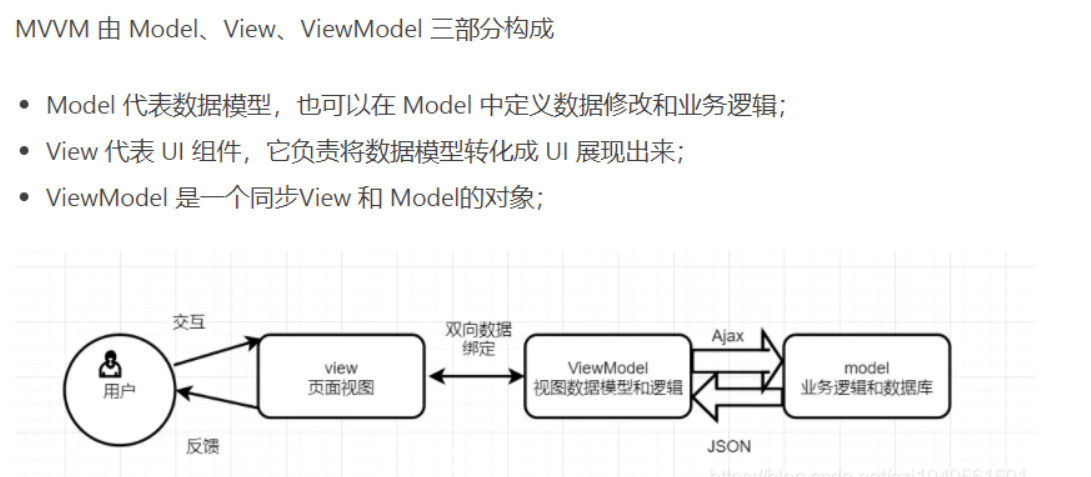 MVVM 由 Model、View、ViewModel 三部分构成
Model 代表数据模型，也可以在 Model 中定义数据修改和业务逻辑；
View 代表 UI 组件，它负责将数据模型转化成 UI 展现出来；
ViewModel 是一个同步View 和 Model的对象；
交互
用户
反馈
view
页面视图
双向数据
绑定
ViewModel
视图数据模型和逻辑
Ajax
JSON
model
业务逻辑和数据库